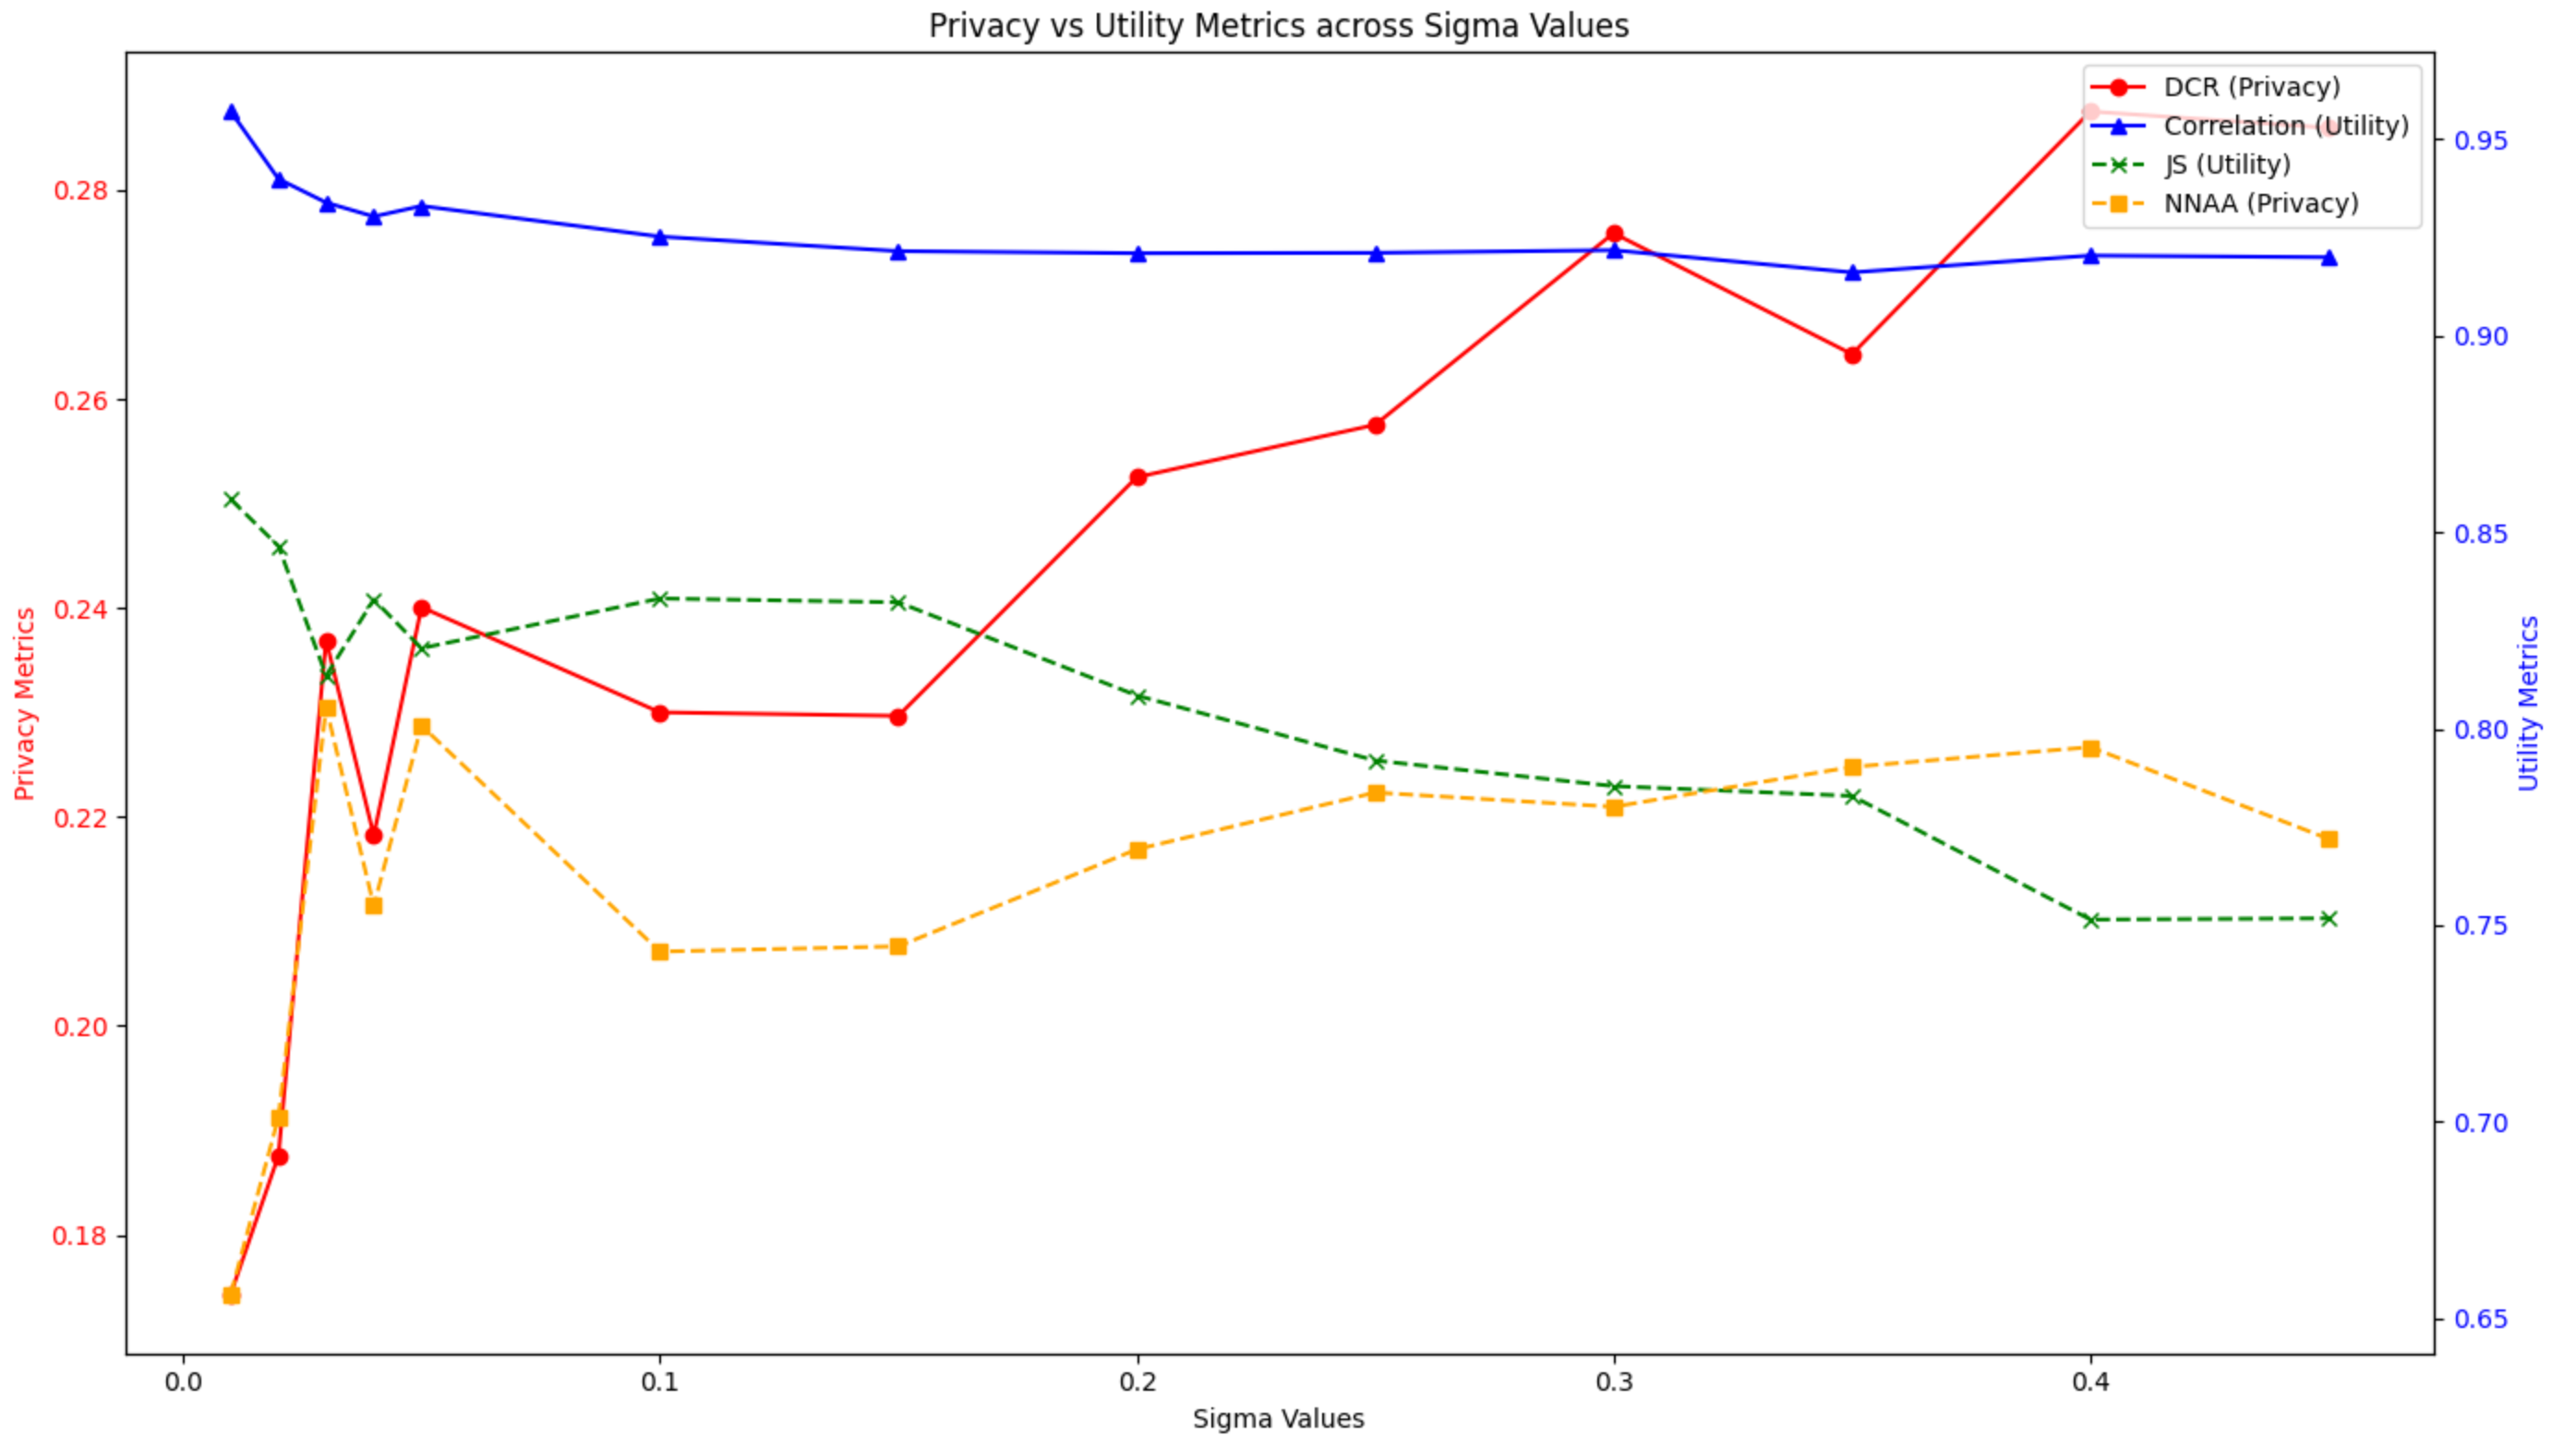 Privacy vs Utility Metrics across Sigma Values
DCR (Privacy)
Correlation (Utility)
JS (Utility)
NNAA (Privacy)
0.28
0.26
0.24
0.22
0.20
0.18
Privacy Metrics
0.95
0.90
0.85
0.80
0.75
0.70
0.65
Utility Metrics
0.0 0.1 0.2 0.3 0.4
Sigma Values